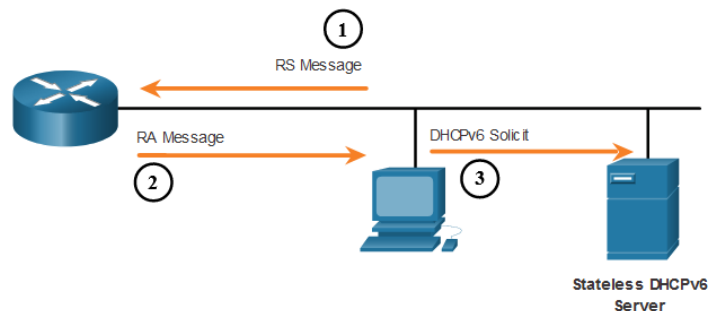 1
RS Message
RA Message
2
DHCPv6 Solicit
3
Stateless DHCPv6
Server